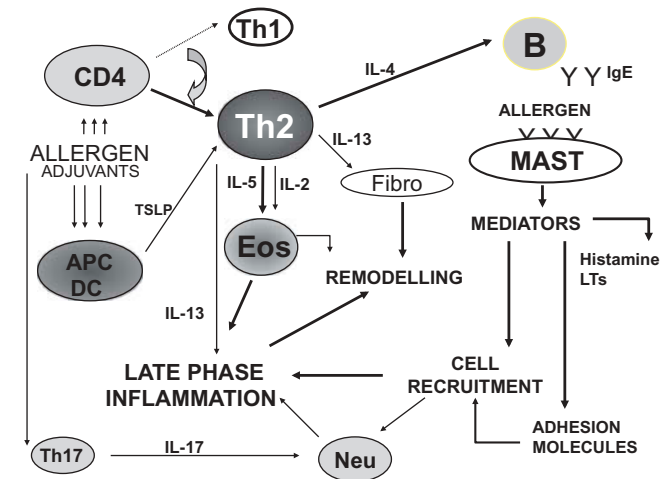 Th1
B
CD4
IL-4
IgE
Th2
ALLERGEN
ALLERGEN
ADJUVANTS
IL-13
MAST
TSLP
IL-5
IL-2
Fibro
MEDIATORS
Eos
APC
DC
Histamine
LTs
REMODELLING
IL-13
LATE PHASE
INFLAMMATION
CELL
RECRUITMENT
ADHESION
MOLECULES
Th17
IL-17
Neu